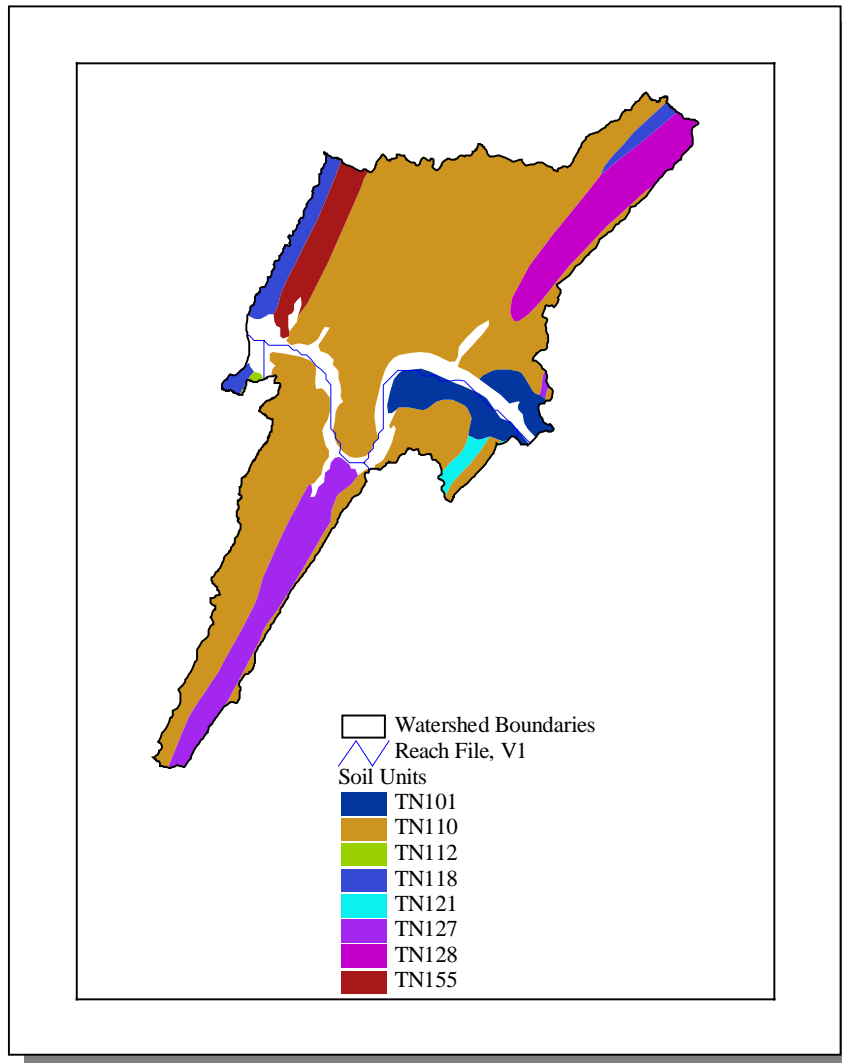 Watershed Boundaries
Reach File, V1
Soil Units
TN101
TN110
TN112
TN118
TN121
TN127
TN128
TN155